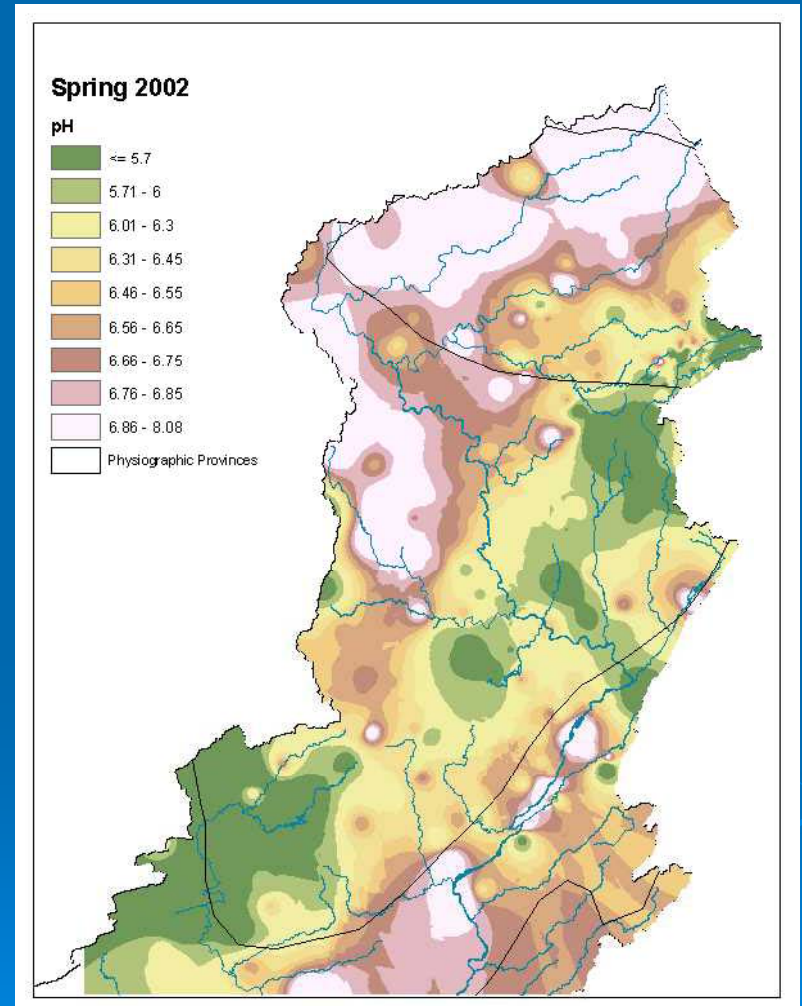 Spring 2002
pH
<= 5.7
5.71 - 6
6.01 - 6.3
6.31 - 6.45
6.46 - 6.55
6.56 - 6.65
6.66 - 6.75
6.76 - 6.85
6.86 - 8.08
Physiographic Provinces